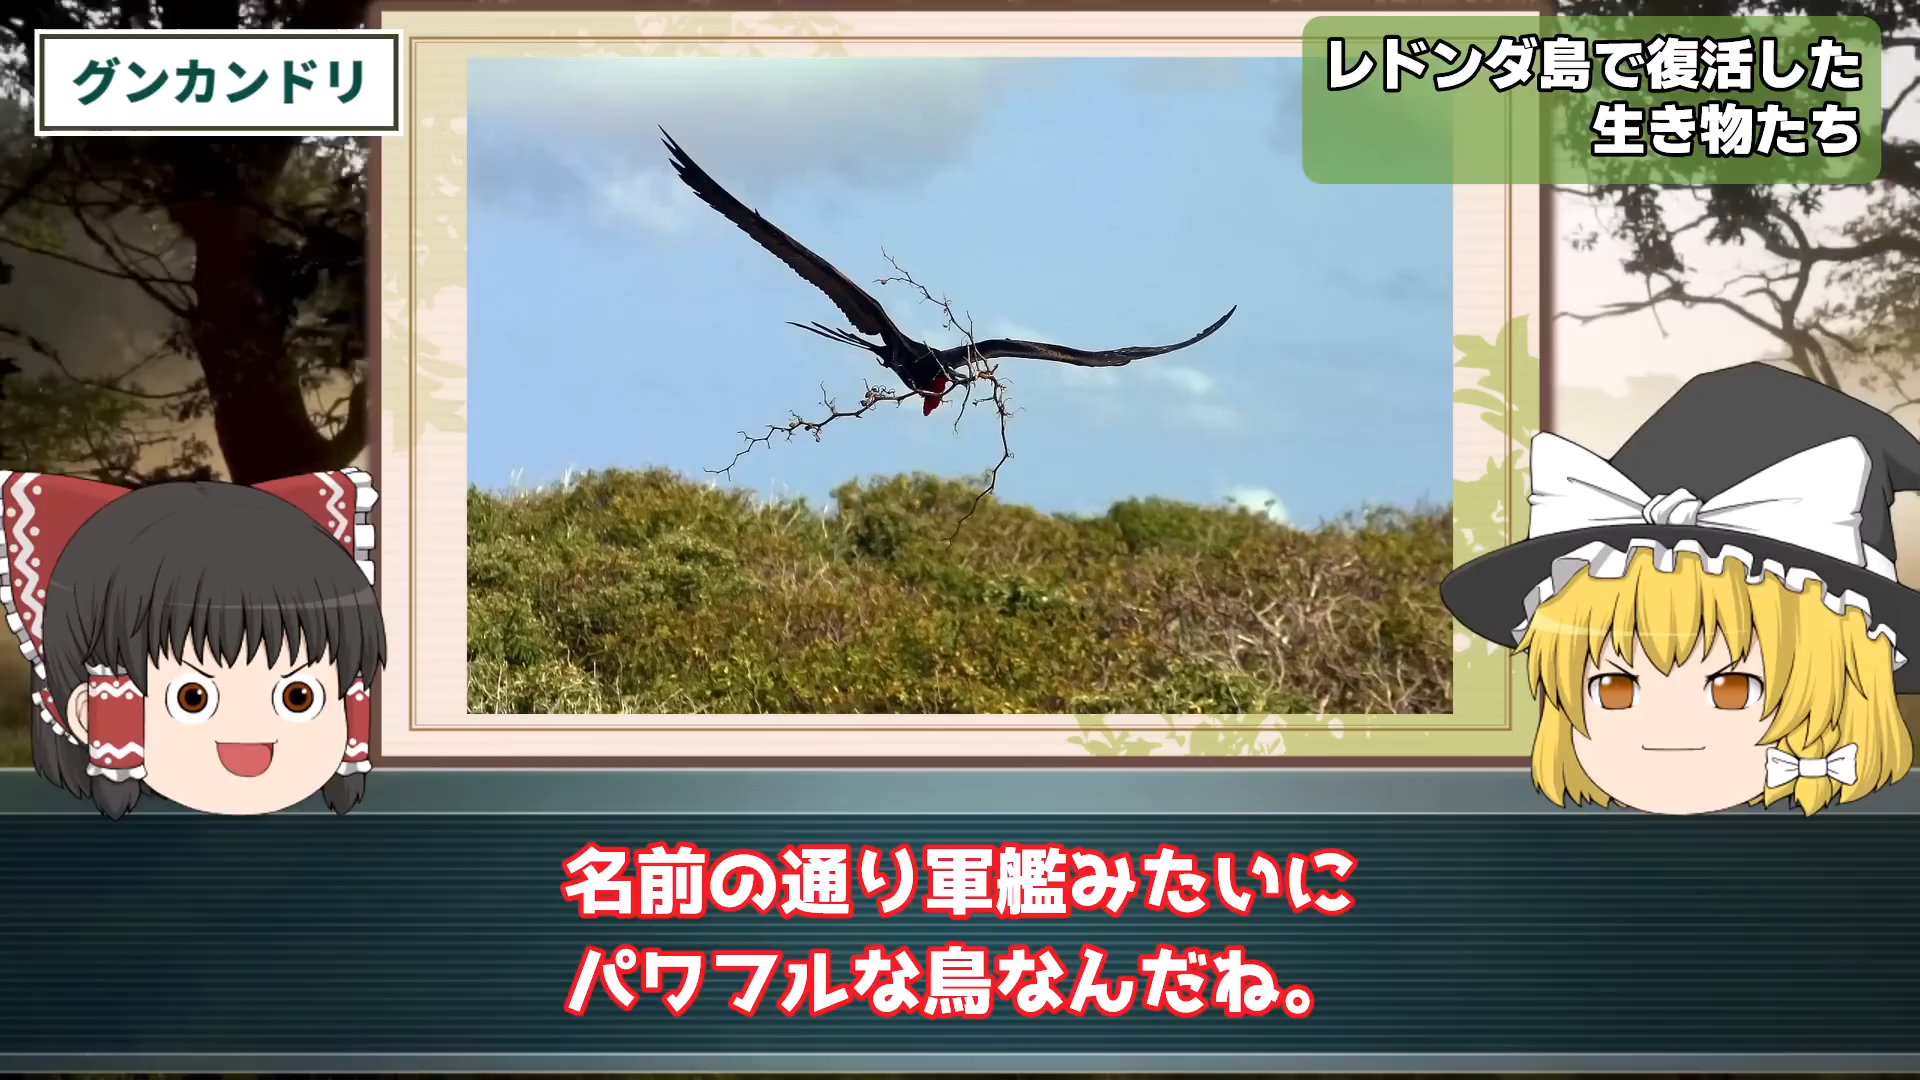 グンカンドリ
レドンダ島で復活した
生き物たち
名前の通り軍艦みたいに
パワフルな鳥なんだね。